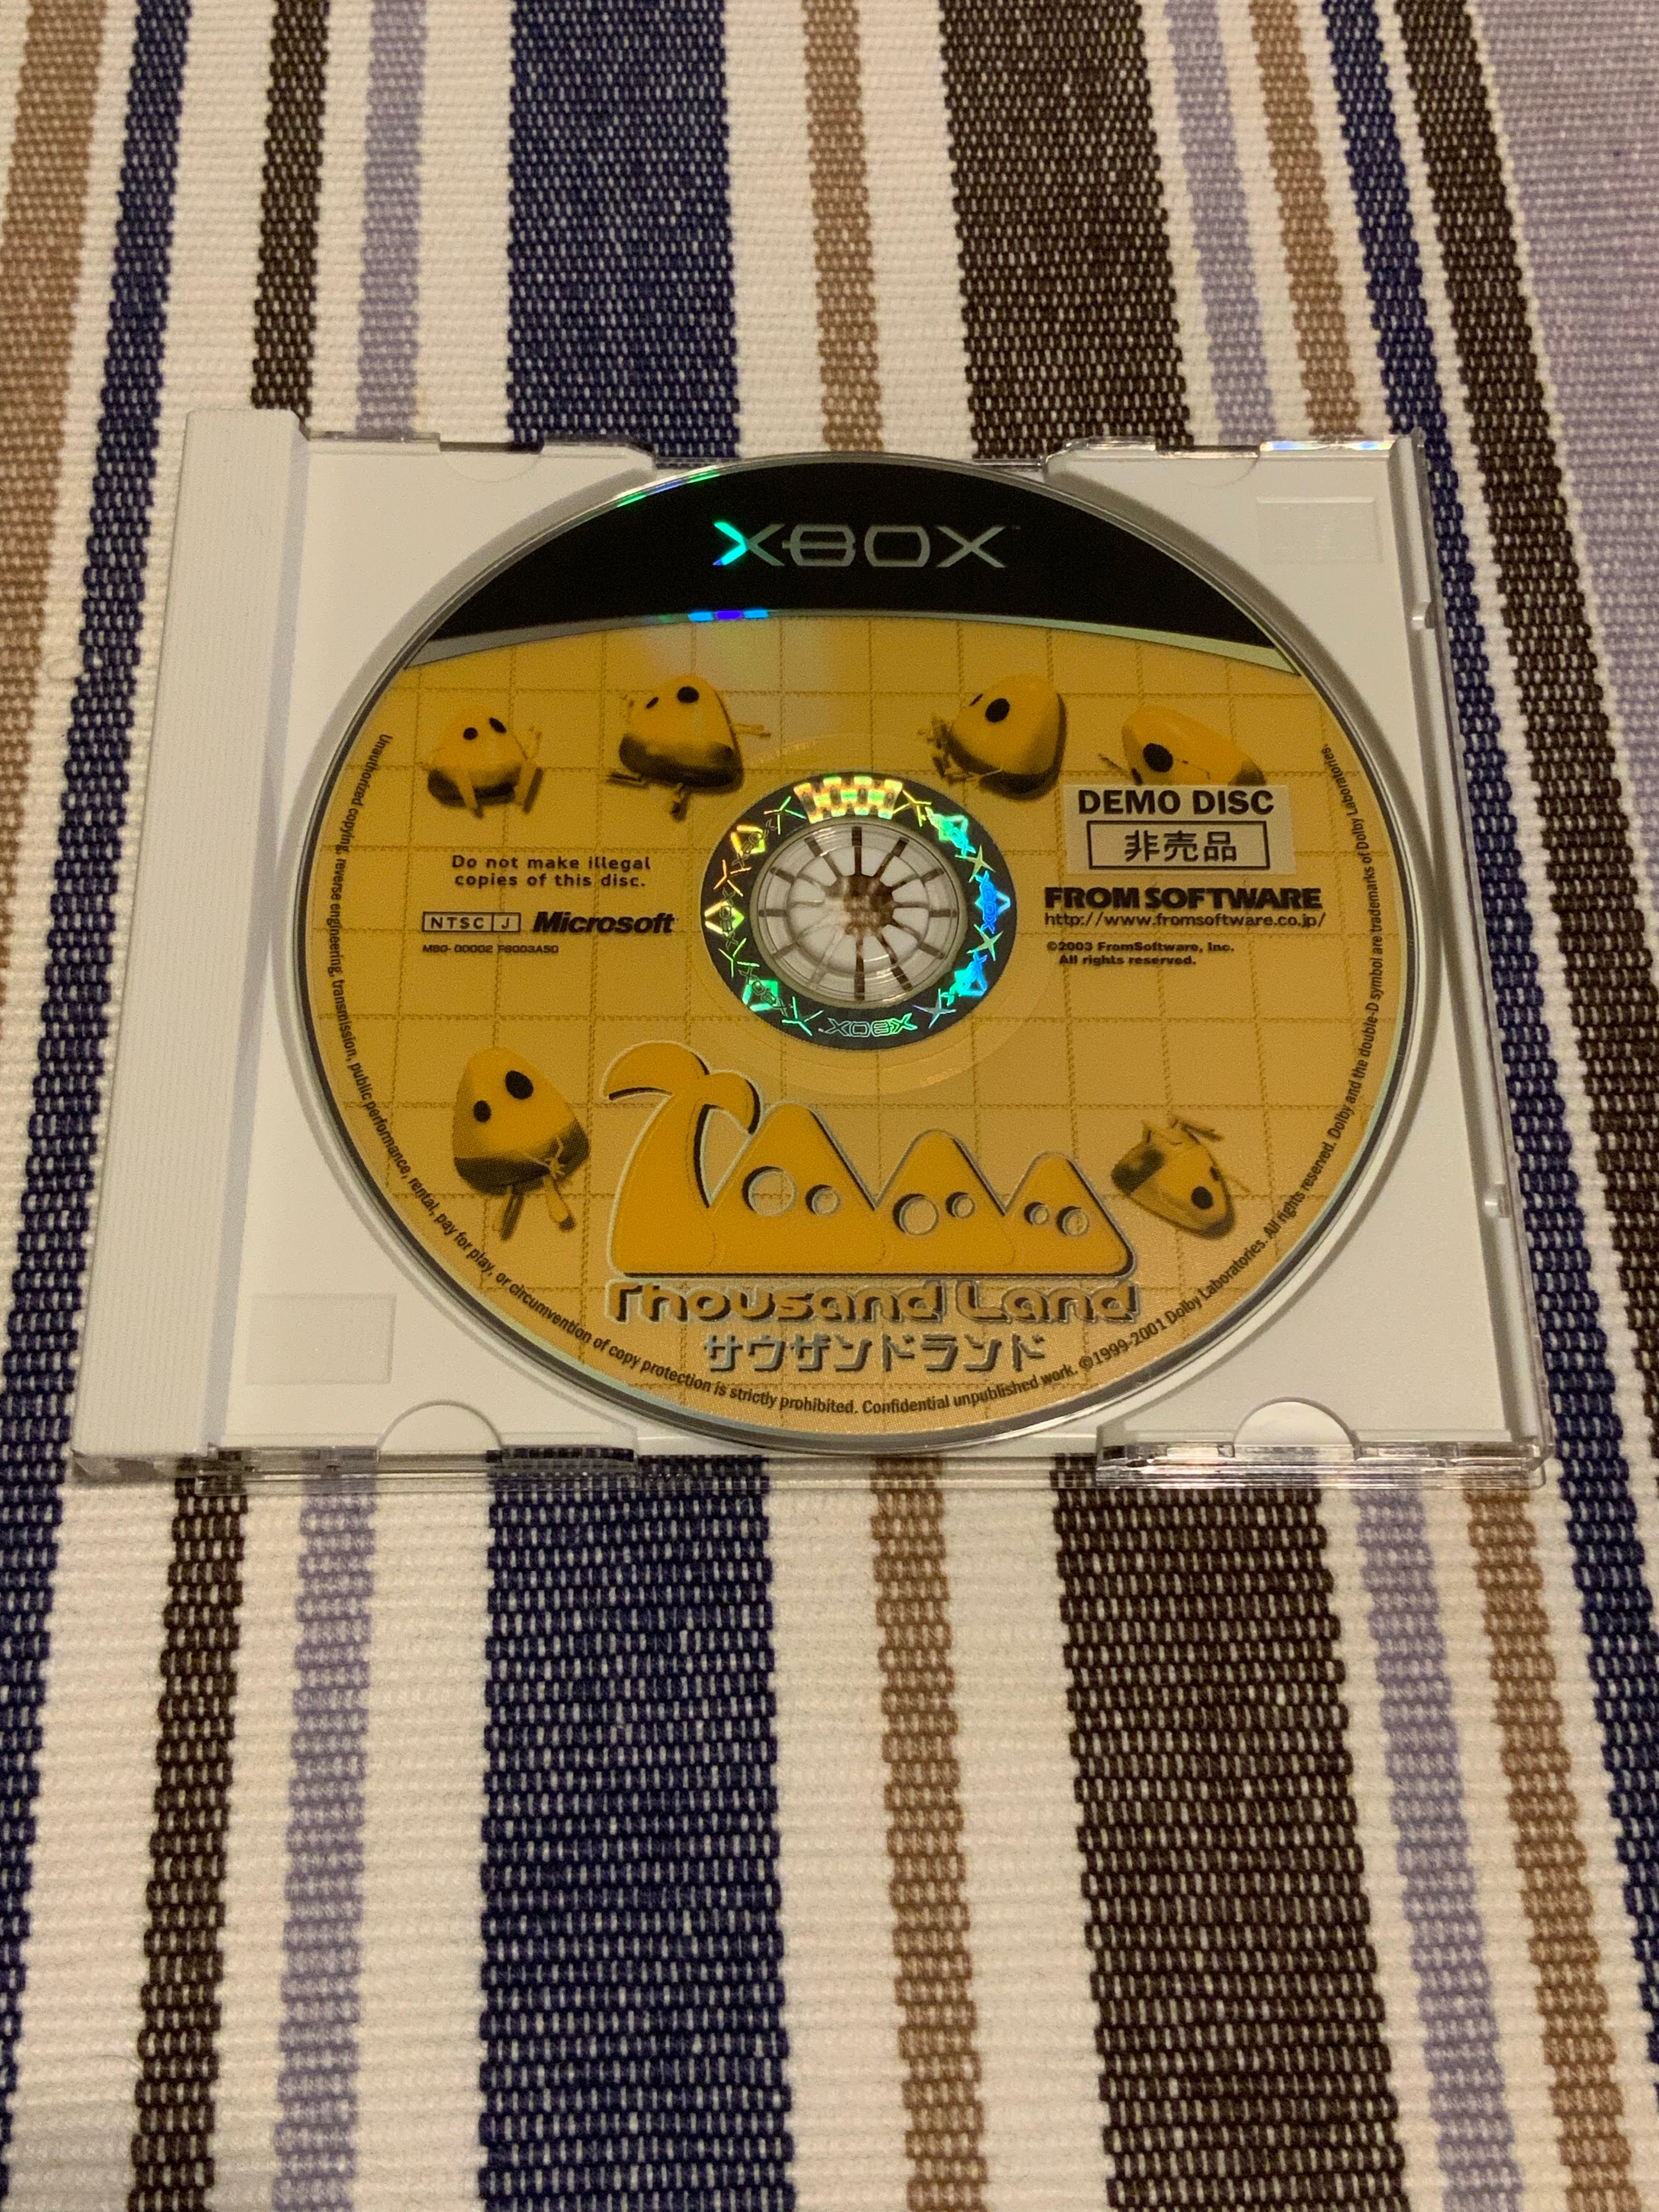 XBOX
DEMO DISC
非売品
Do not make illegal
copies of this disc.
NTSC J Microsoft
FROM SOFTWARE
http://www.fromsoftware.co.jp/
©2003 FromSoftware, Inc.
All rights reserved.
XBOX
Thousand Land
サウザンドランド
Unauthorized copying, reverse engineering, transmission, public performance, rental, pay for play, or circumvention of copy protection is strictly prohibited. Confidential unpublished work. ©1999-2001 Dolby Laboratories. All rights reserved. Dolby and the double-D symbol are trademarks of Dolby Laboratories.